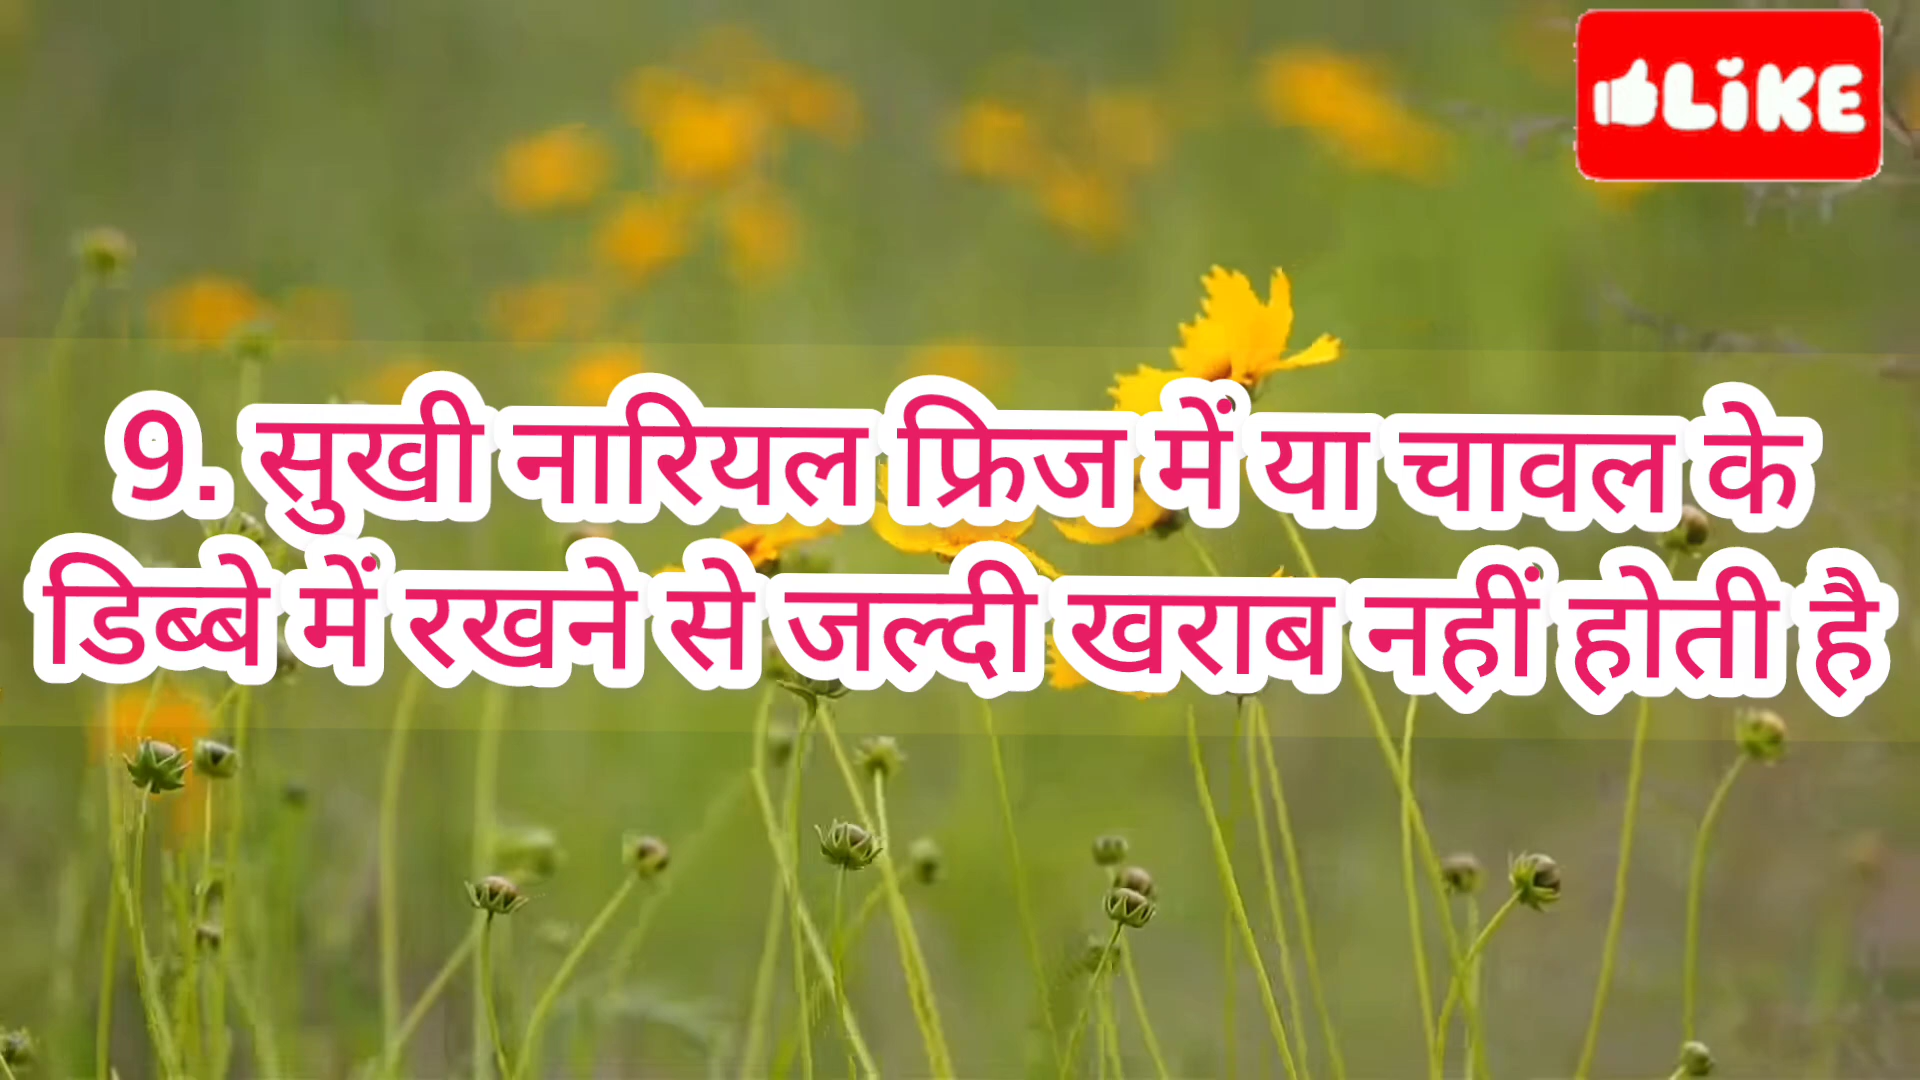 LiKE
9. सुखी नारियल फ्रिज में या चावल के
डिब्बे में रखने से जल्दी खराब नहीं होती है